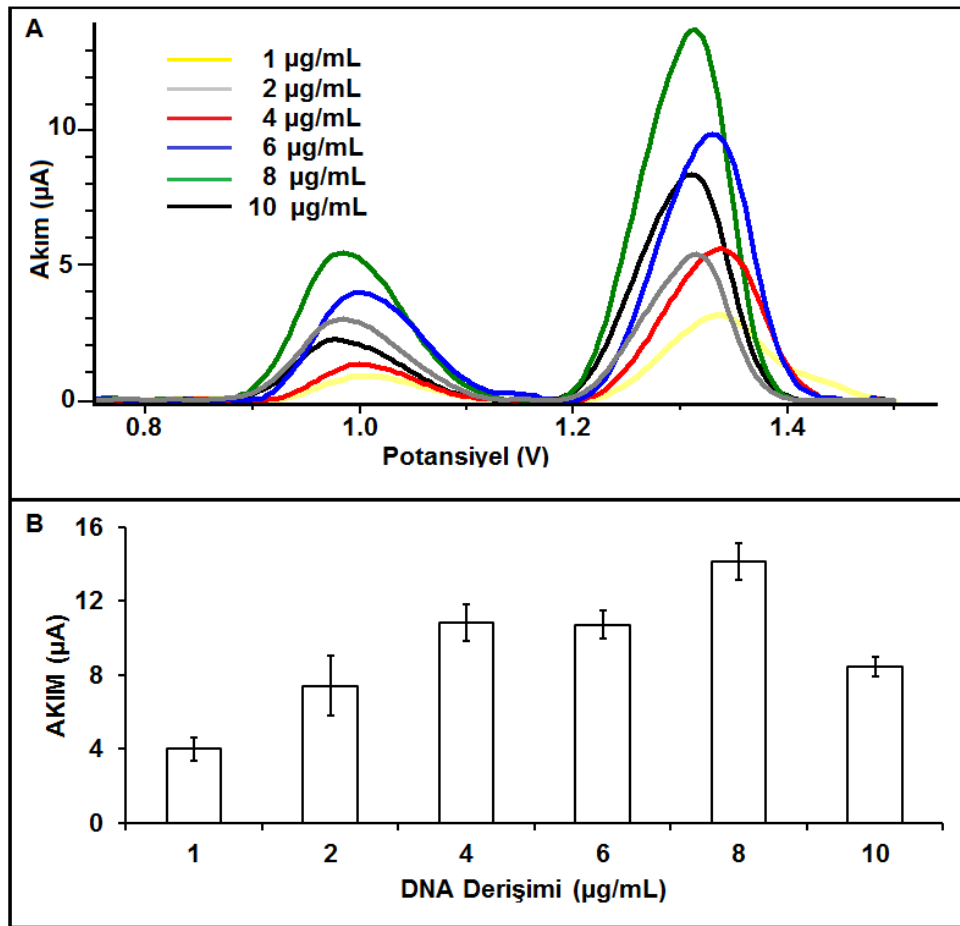 A
1 µg/mL
2 µg/mL
4 µg/mL
6 µg/mL
8 µg/mL
10 µg/mL
10
5
0
Akım (µA)
0.8 1.0 1.2 1.4
Potansiyel (V)
B
16
12
8
4
0
AKIM (µA)
1 2 4 6 8 10
DNA Derişimi (µg/mL)